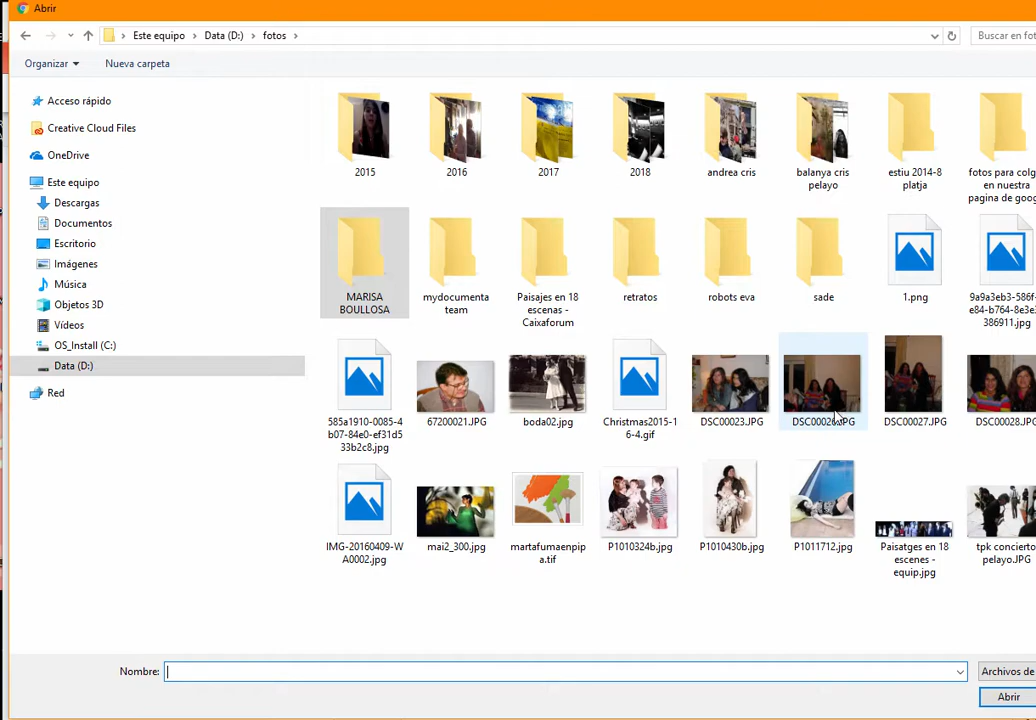 Abrir
Este equipo
Data (D:)
fotos
Buscar en fot
Organizar
Nueva carpeta
Acceso rápido
Creative Cloud Files
OneDrive
Este equipo
Descargas
Documentos
Escritorio
Imágenes
Música
Objetos 3D
Vídeos
OS_Install (C:)
Data (D:)
Red
2015
2016
2017
2018
andrea cris
balanya cris
pelayo
estiu 2014-8
platja
fotos para colg
en nuestra
pagina de goog
MARISA
BOULLOSA
mydocumenta
team
Paisajes en 18
escenas -
Caixaforum
retratos
robots eva
sade
1.png
9a9a3eb3-586f-
e84-b764-8e3e3
386911.jpg
585a1910-0085-4
b07-84e0-ef31d5
33b2c8.jpg
67200021.JPG
boda02.jpg
Christmas2015-1
6-4.gif
DSC00023.JPG
DSC00026.JPG
DSC00027.JPG
DSC00028.JPG
IMG-20160409-W
A0002.jpg
mai2_300.jpg
martafumaenpip
a.tif
P1010324b.jpg
P1010430b.jpg
P1011712.jpg
Paisatges en 18
escenes -
equip.jpg
tpk concierto
pelayo.JPG
Nombre:
Archivos de
Abrir